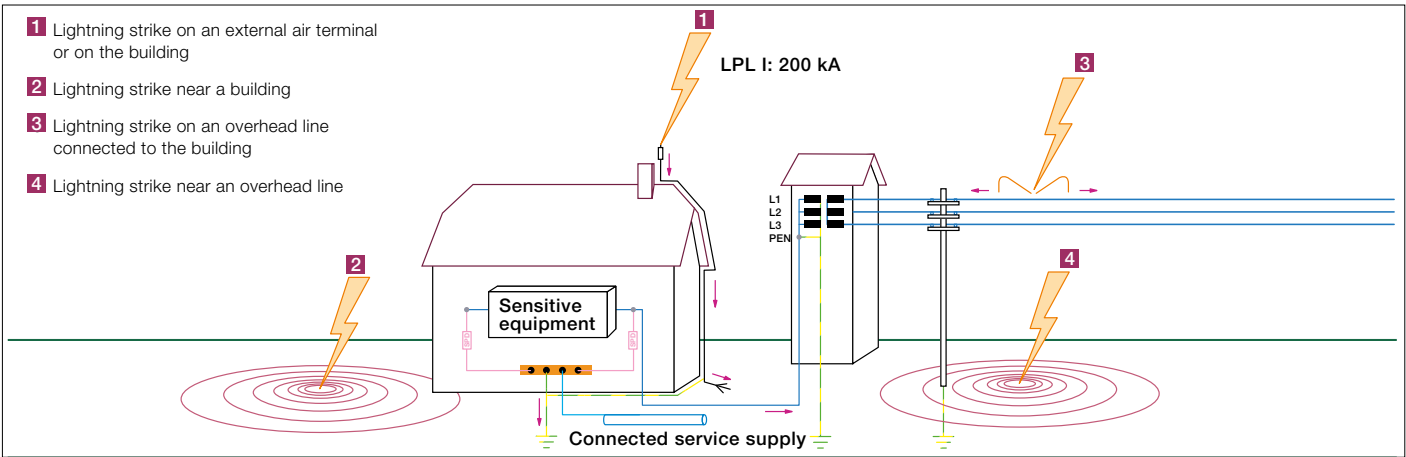 1 Lightning strike on an external air terminal
or on the building
2 Lightning strike near a building
3 Lightning strike on an overhead line
connected to the building
4 Lightning strike near an overhead line
1
LPL I: 200 kA
3
L1
L2
L3
PEN
2
4
Sensitive
equipment
SPD
SPD
Connected service supply